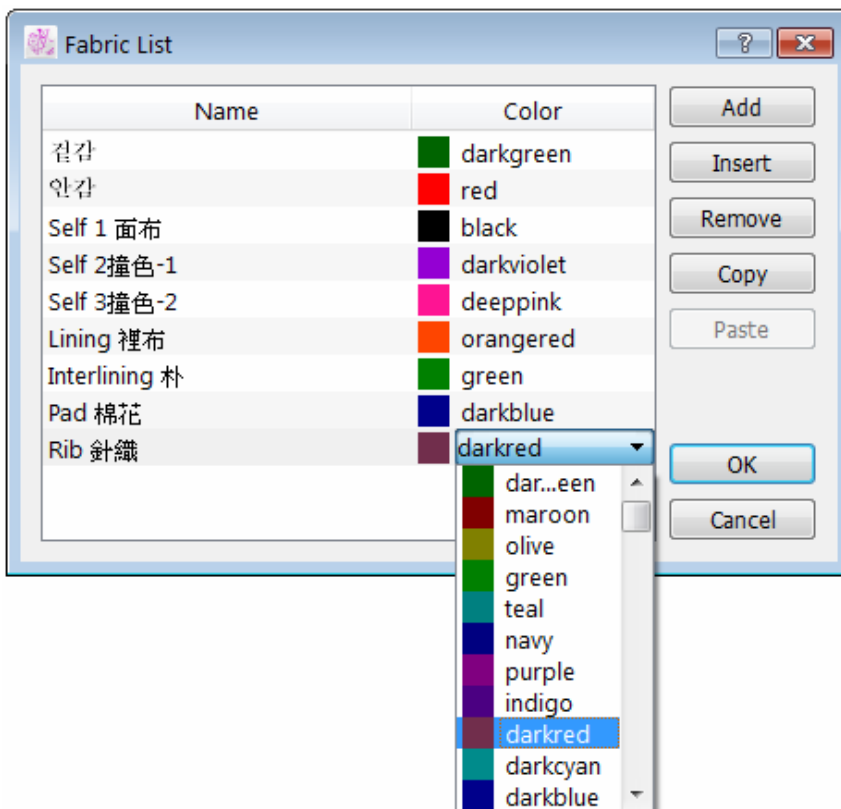 Fabric List
Name Color Add
겉감 darkgreen
Insert
안감 red
Self 1 面布 black Remove
Self 2撞色-1 darkviolet Copy
Self 3撞色-2 deeppink
Lining 裡布 orangered Paste
Interlining 朴 green
Pad 棉花 darkblue
Rib 針織 darkred OK
dar...een
maroon Cancel
olive
green
teal
navy
purple
indigo
darkred
darkcyan
darkblue